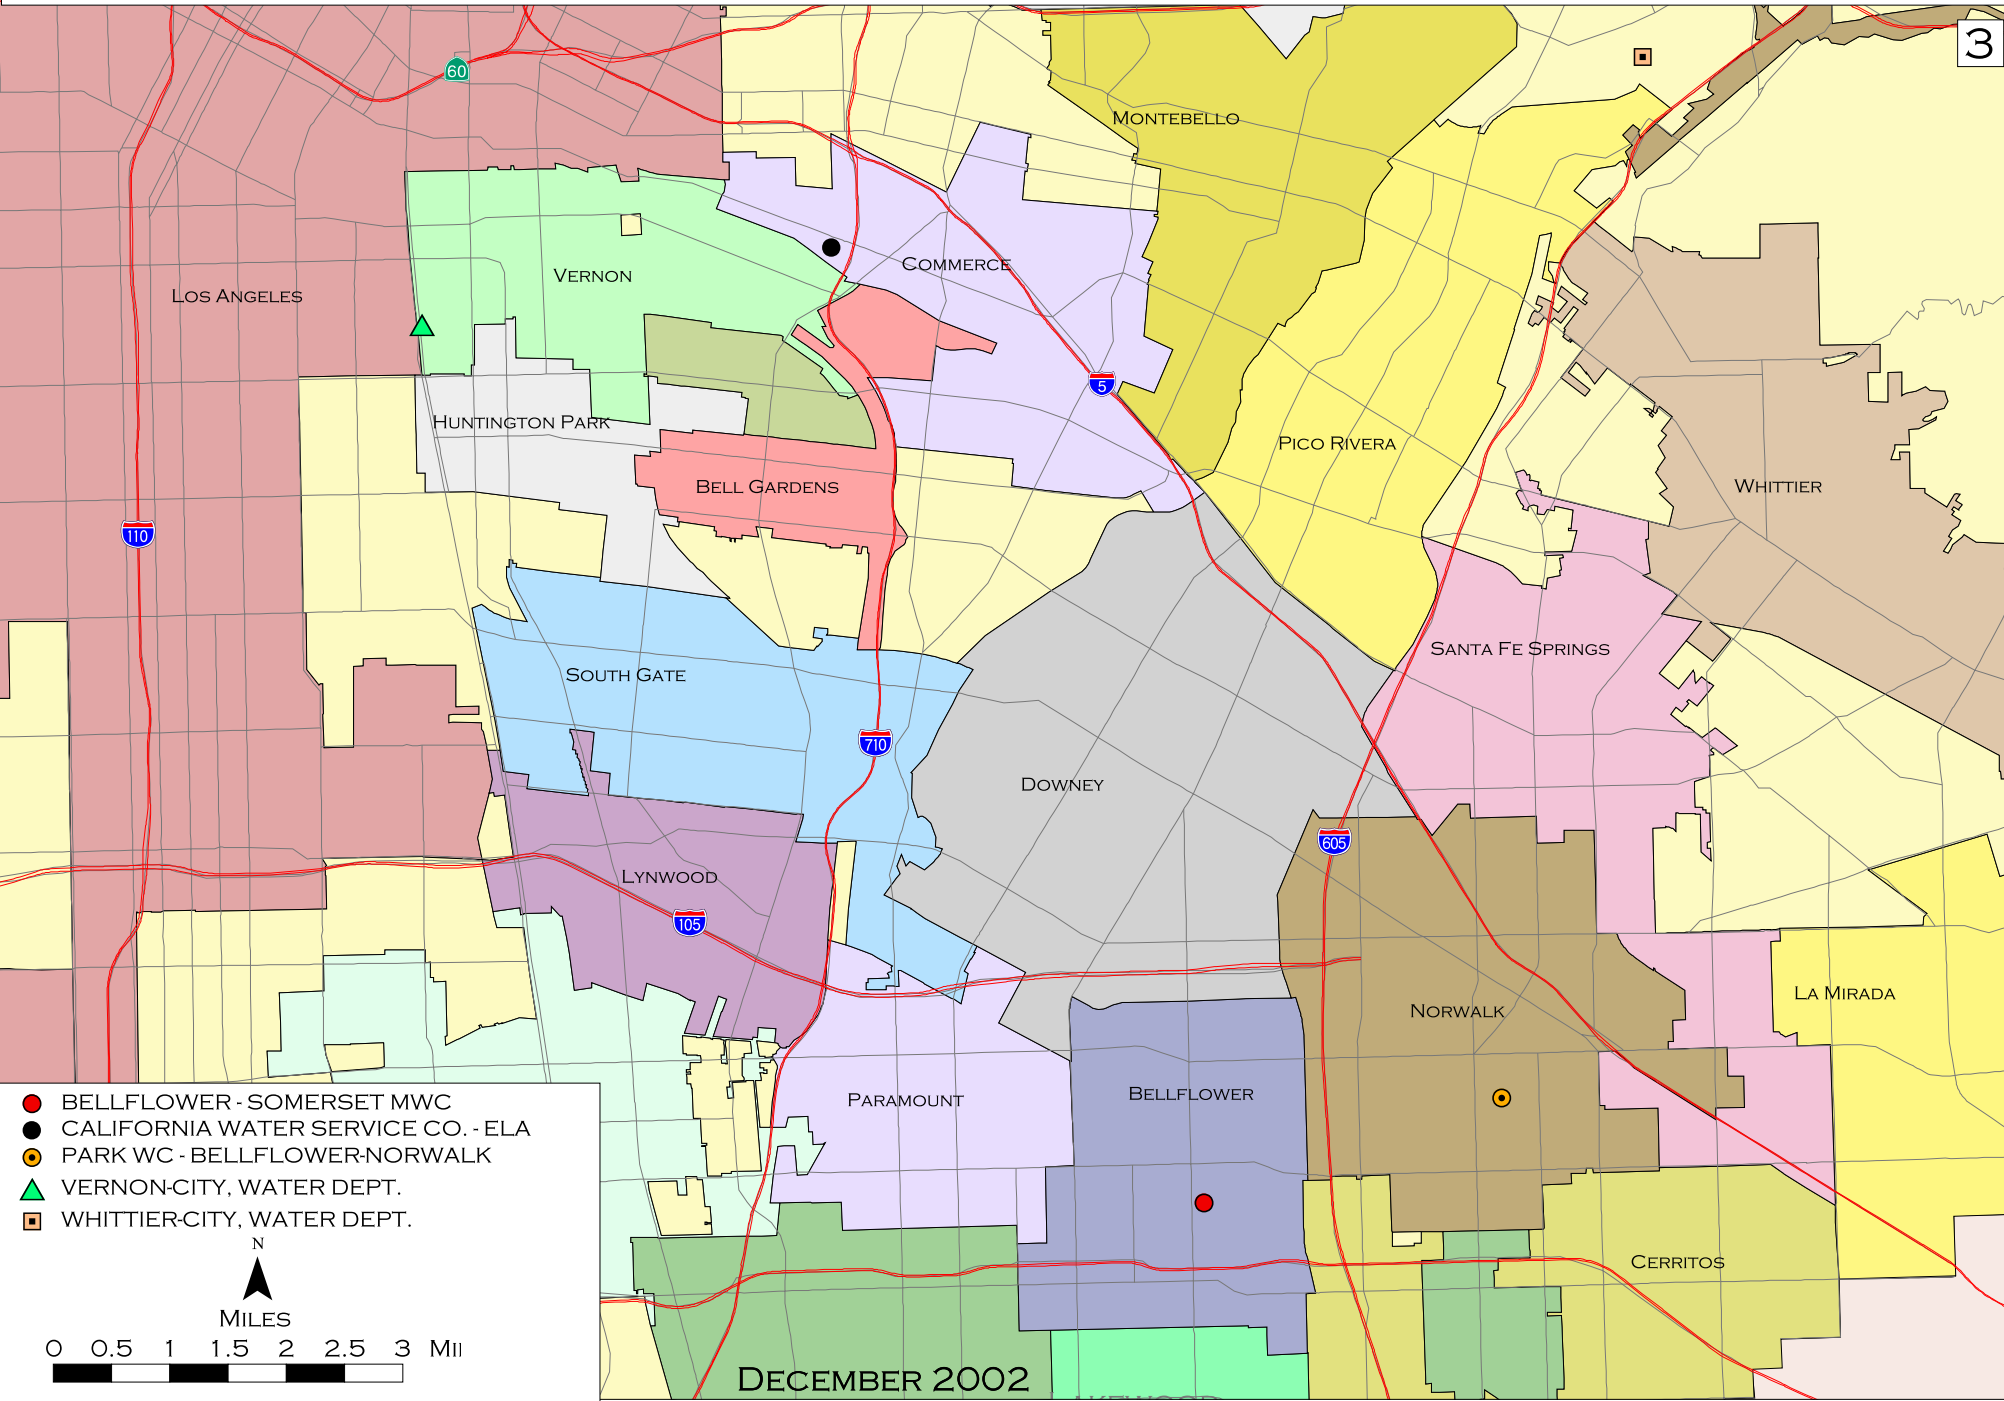 3
60
MONTEBELLO
COMMERCE
VERNON
LOS ANGELES
5
HUNTINGTON PARK
PICO RIVERA
BELL GARDENS
WHITTIER
110
SANTA FE SPRINGS
SOUTH GATE
710
DOWNEY
605
LYNWOOD
105
LA MIRADA
NORWALK
PARAMOUNT
BELLFLOWER
CERRITOS
BELLFLOWER - SOMERSET MWC
CALIFORNIA WATER SERVICE CO. - ELA
PARK WC - BELLFLOWER-NORWALK
VERNON-CITY, WATER DEPT.
WHITTIER-CITY, WATER DEPT.
N
MILES
0 0.5 1 1.5 2 2.5 3 Mil
DECEMBER 2002